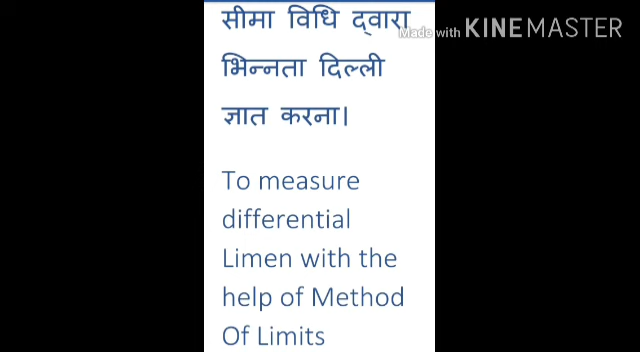 सीमा विधि द्वारा
Made with KINEMASTER
भिन्नता दिल्ली
ज्ञात करना।
To measure
differential
Limen with the
help of Method
Of Limits